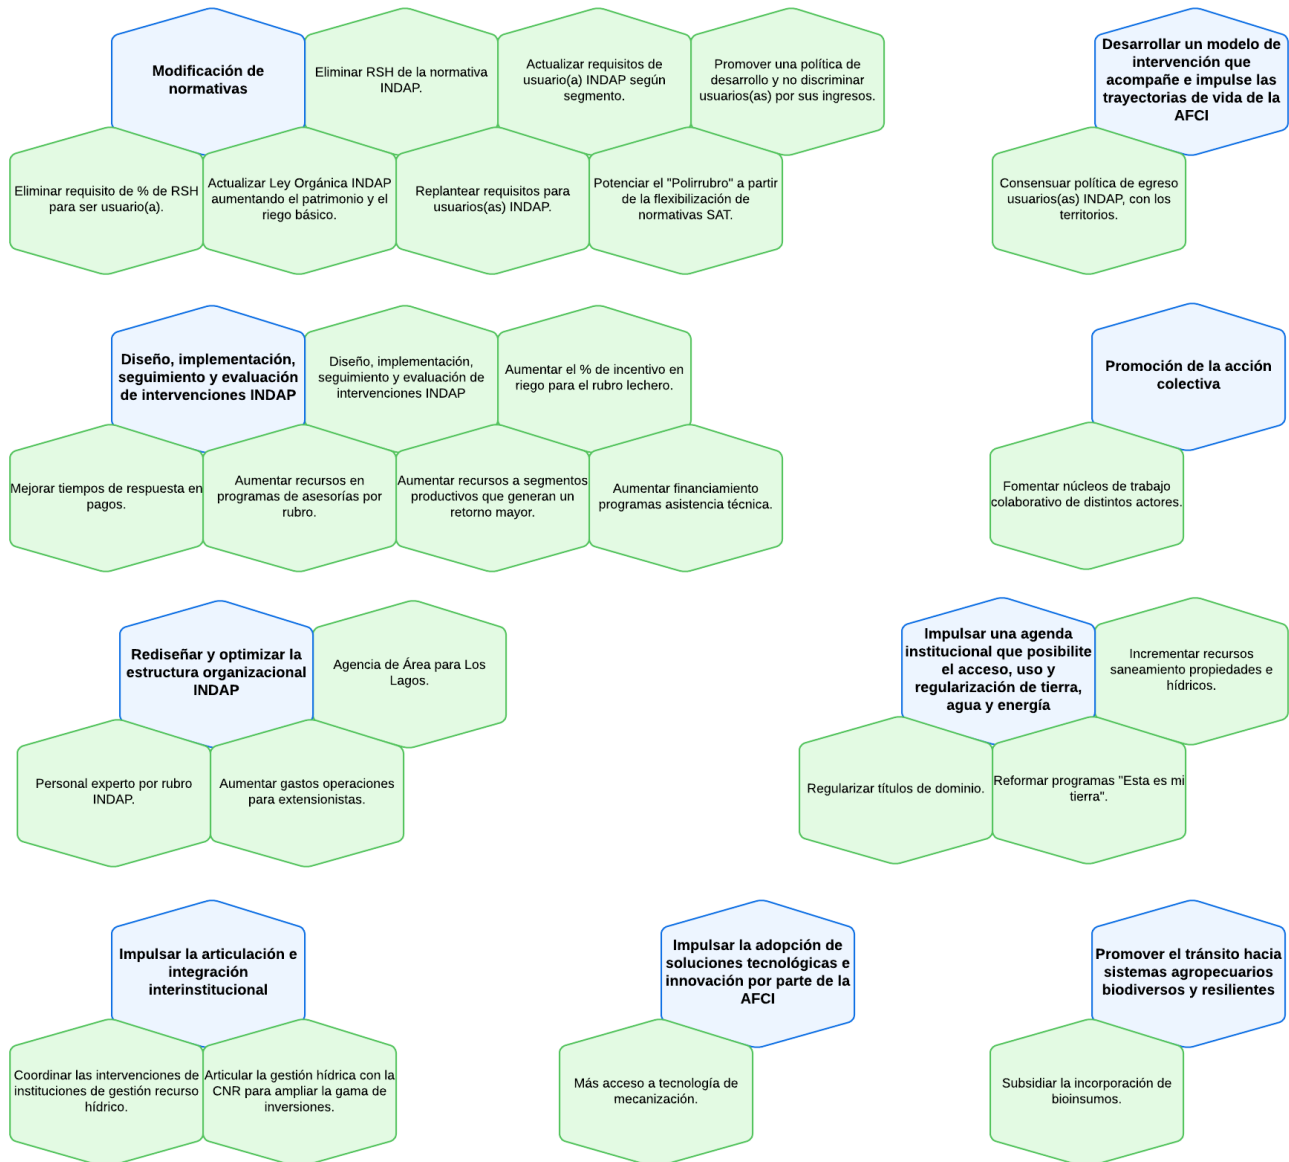 Modificación de
normativas
Eliminar RSH de la normativa
INDAP.
Actualizar requisitos de
usuario(a) INDAP según
segmento.
Promover una política de
desarrollo y no discriminar
usuarios(as) por sus ingresos.
Eliminar requisito de % de RSH
para ser usuario(a).
Actualizar Ley Orgánica INDAP
aumentando el patrimonio y el
riego básico.
Replantear requisitos para
usuarios(as) INDAP.
Potenciar el "Polirrubro" a partir
de la flexibilización de
normativas SAT.
Desarrollar un modelo de
intervención que
acompañe e impulse las
trayectorias de vida de la
AFCI
Consensuar política de egreso
usuarios(as) INDAP, con los
territorios.
Diseño, implementación,
seguimiento y evaluación
de intervenciones INDAP
Diseño, implementación,
seguimiento y evaluación de
intervenciones INDAP
Aumentar el % de incentivo en
riego para el rubro lechero.
Mejorar tiempos de respuesta en
pagos.
Aumentar recursos en
programas de asesorías por
rubro.
Aumentar recursos a segmentos
productivos que generan un
retorno mayor.
Aumentar financiamiento
programas asistencia técnica.
Promoción de la acción
colectiva
Fomentar núcleos de trabajo
colaborativo de distintos actores.
Rediseñar y optimizar la
estructura organizacional
INDAP
Agencia de Área para Los
Lagos.
Personal experto por rubro
INDAP.
Aumentar gastos operaciones
para extensionistas.
Impulsar una agenda
institucional que posibilite
el acceso, uso y
regularización de tierra,
agua y energía
Incrementar recursos
saneamiento propiedades e
hídricos.
Regularizar títulos de dominio.
Reformar programas "Esta es mi
tierra".
Impulsar la articulación e
integración
interinstitucional
Coordinar las intervenciones de
instituciones de gestión recurso
hídrico.
Articular la gestión hídrica con la
CNR para ampliar la gama de
inversiones.
Impulsar la adopción de
soluciones tecnológicas e
innovación por parte de la
AFCI
Más acceso a tecnología de
mecanización.
Promover el tránsito hacia
sistemas agropecuarios
biodiversos y resilientes
Subsidiar la incorporación de
bioinsumos.